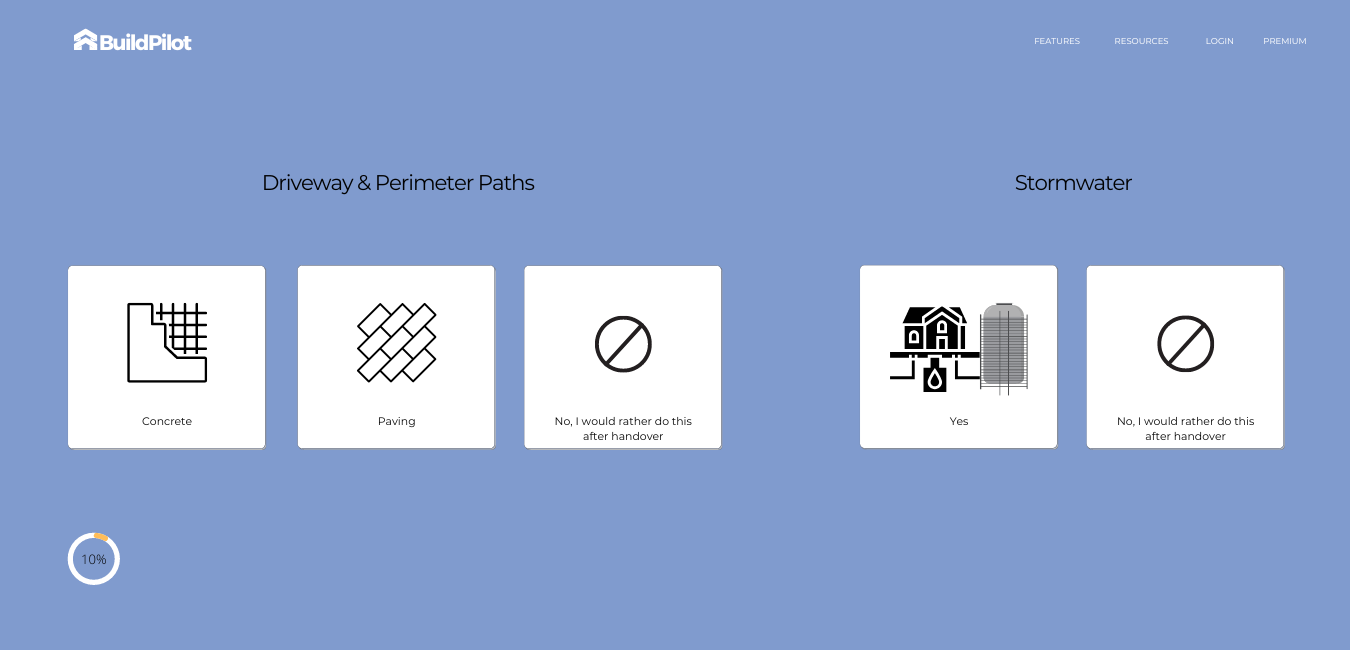 BuildPilot
FEATURES
RESOURCES
LOGIN
PREMIUM
Driveway & Perimeter Paths
Stormwater
Concrete
Paving
No, I would rather do this
after handover
Yes
No, I would rather do this
after handover
10%